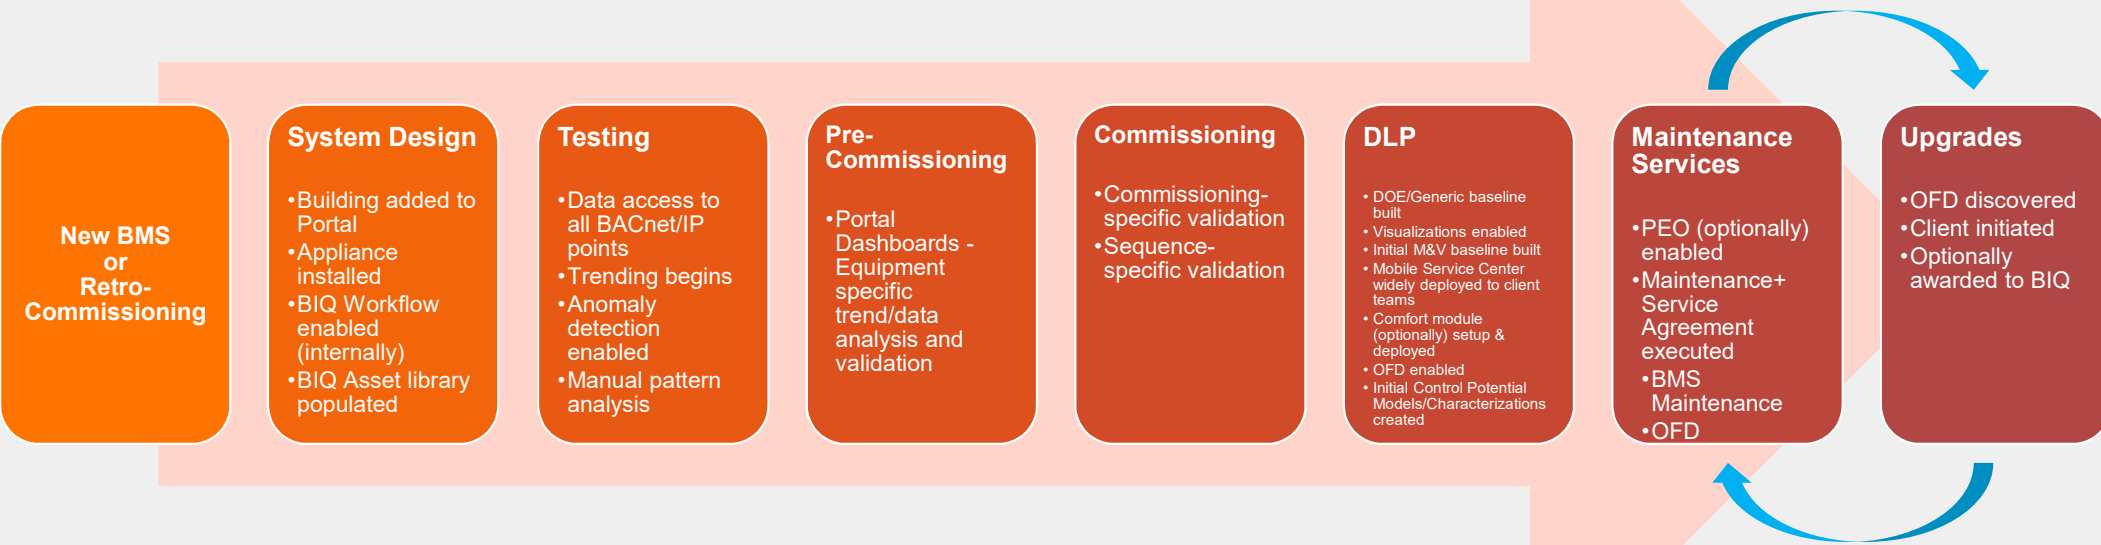 New BMS
or
Retro-
Commissioning
System Design
•Building added to
Portal
•Appliance
installed
•BIQ Workflow
enabled
(internally)
•BIQ Asset library
populated
Testing
•Data access to
all BACnet/IP
points
•Trending begins
•Anomaly
detection
enabled
•Manual pattern
analysis
Pre-
Commissioning
•Portal
Dashboards -
Equipment
specific
trend/data
analysis and
validation
Commissioning
•Commissioning-
specific validation
•Sequence-
specific validation
DLP
• DOE/Generic baseline
built
• Visualizations enabled
• Initial M&V baseline built
• Mobile Service Center
widely deployed to client
teams
• Comfort module
(optionally) setup &
deployed
• OFD enabled
• Initial Control Potential
Models/Characterizations
created
Maintenance
Services
•PEO (optionally)
enabled
•Maintenance+
Service
Agreement
executed
•BMS
Maintenance
•OFD
Upgrades
•OFD discovered
•Client initiated
•Optionally
awarded to BIQ